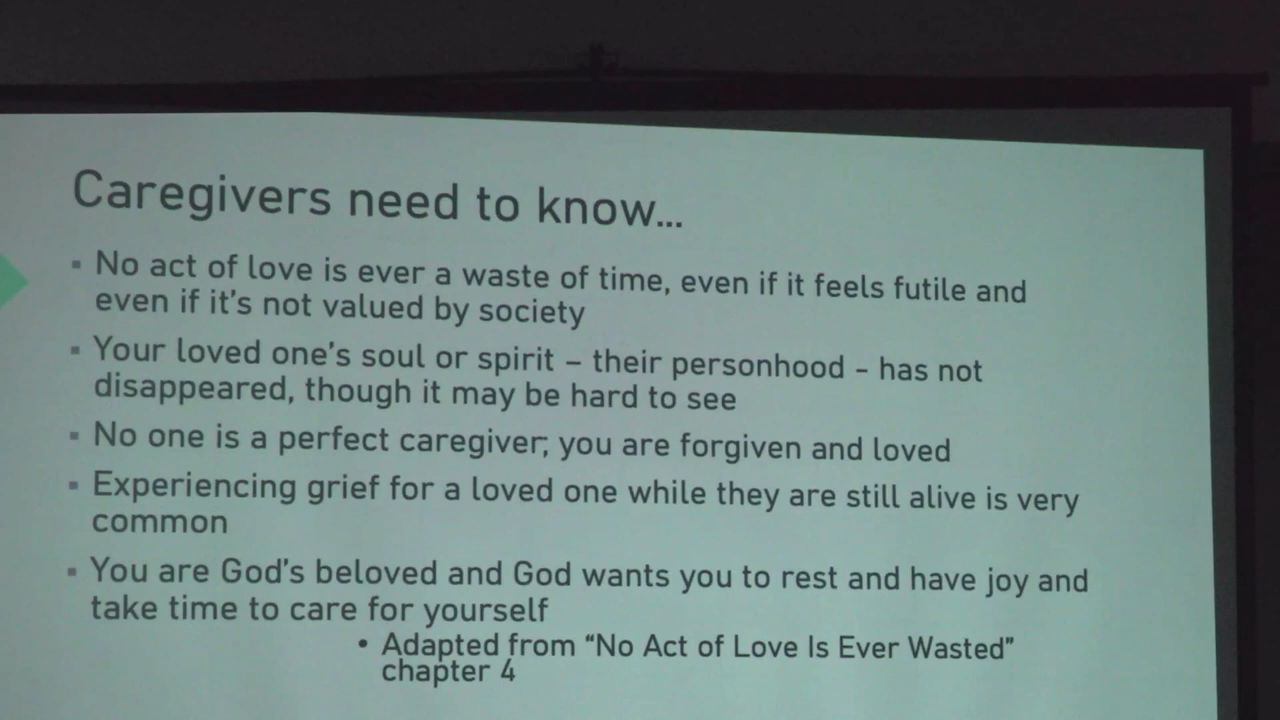 Caregivers need to know...
▪ No act of love is ever a waste of time, even if it feels futile and
even if it's not valued by society
▪ Your loved one's soul or spirit – their personhood - has not
disappeared, though it may be hard to see
▪ No one is a perfect caregiver; you are forgiven and loved
▪ Experiencing grief for a loved one while they are still alive is very
common
▪ You are God's beloved and God wants you to rest and have joy and
take time to care for yourself
• Adapted from “No Act of Love Is Ever Wasted”
chapter 4